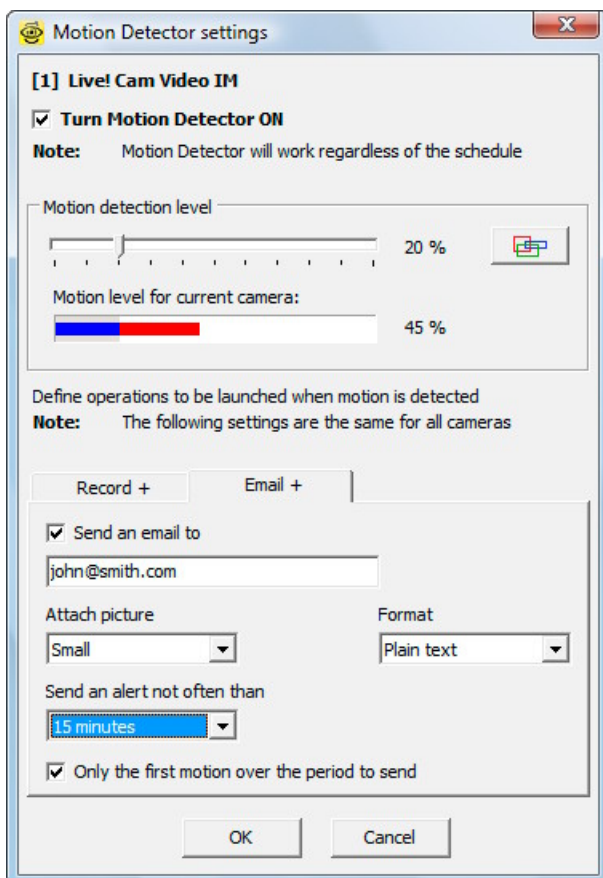 Motion Detector settings
[1] Live! Cam Video IM
Turn Motion Detector ON
Note: Motion Detector will work regardless of the schedule
Motion detection level
20 %
Motion level for current camera:
45 %
Define operations to be launched when motion is detected
Note: The following settings are the same for all cameras
Record + Email +
Send an email to
john@smith.com
Attach picture Format
Small Plain text
Send an alert not often than
15 minutes
Only the first motion over the period to send
OK Cancel